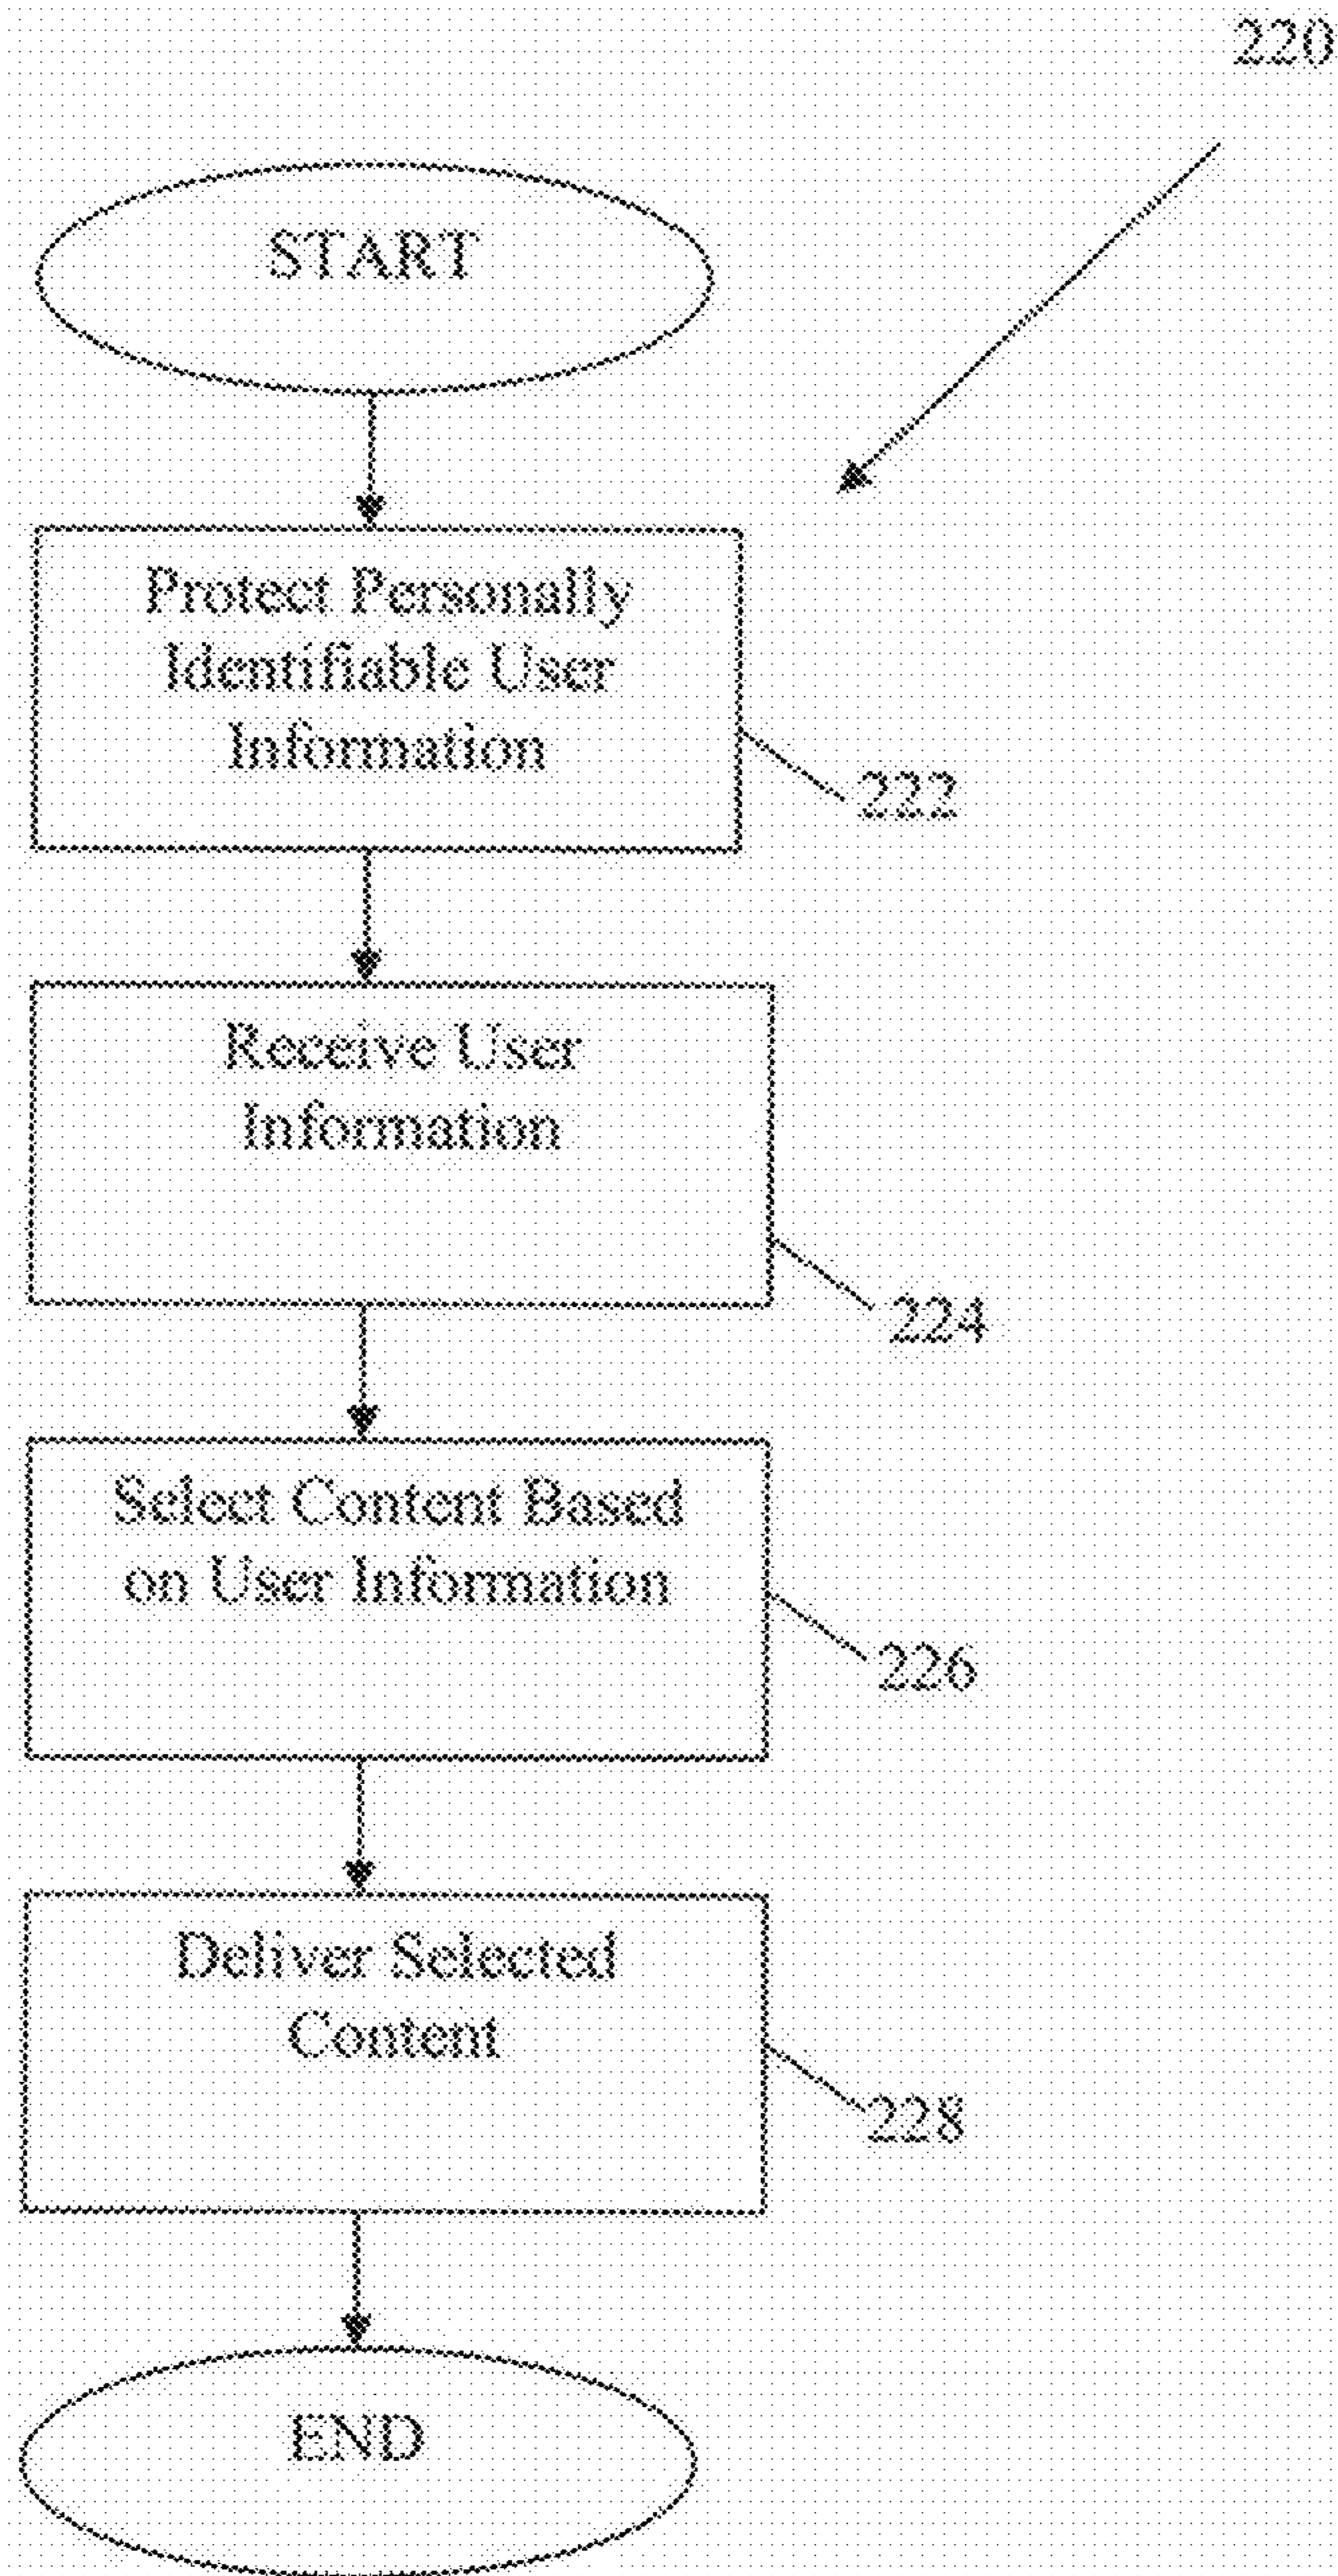 220
START
Protect Personally
Identifiable User
Information
222
Receive User
Information
224
Select Content Based
on User Information
226
Deliver Selected
Content
228
END